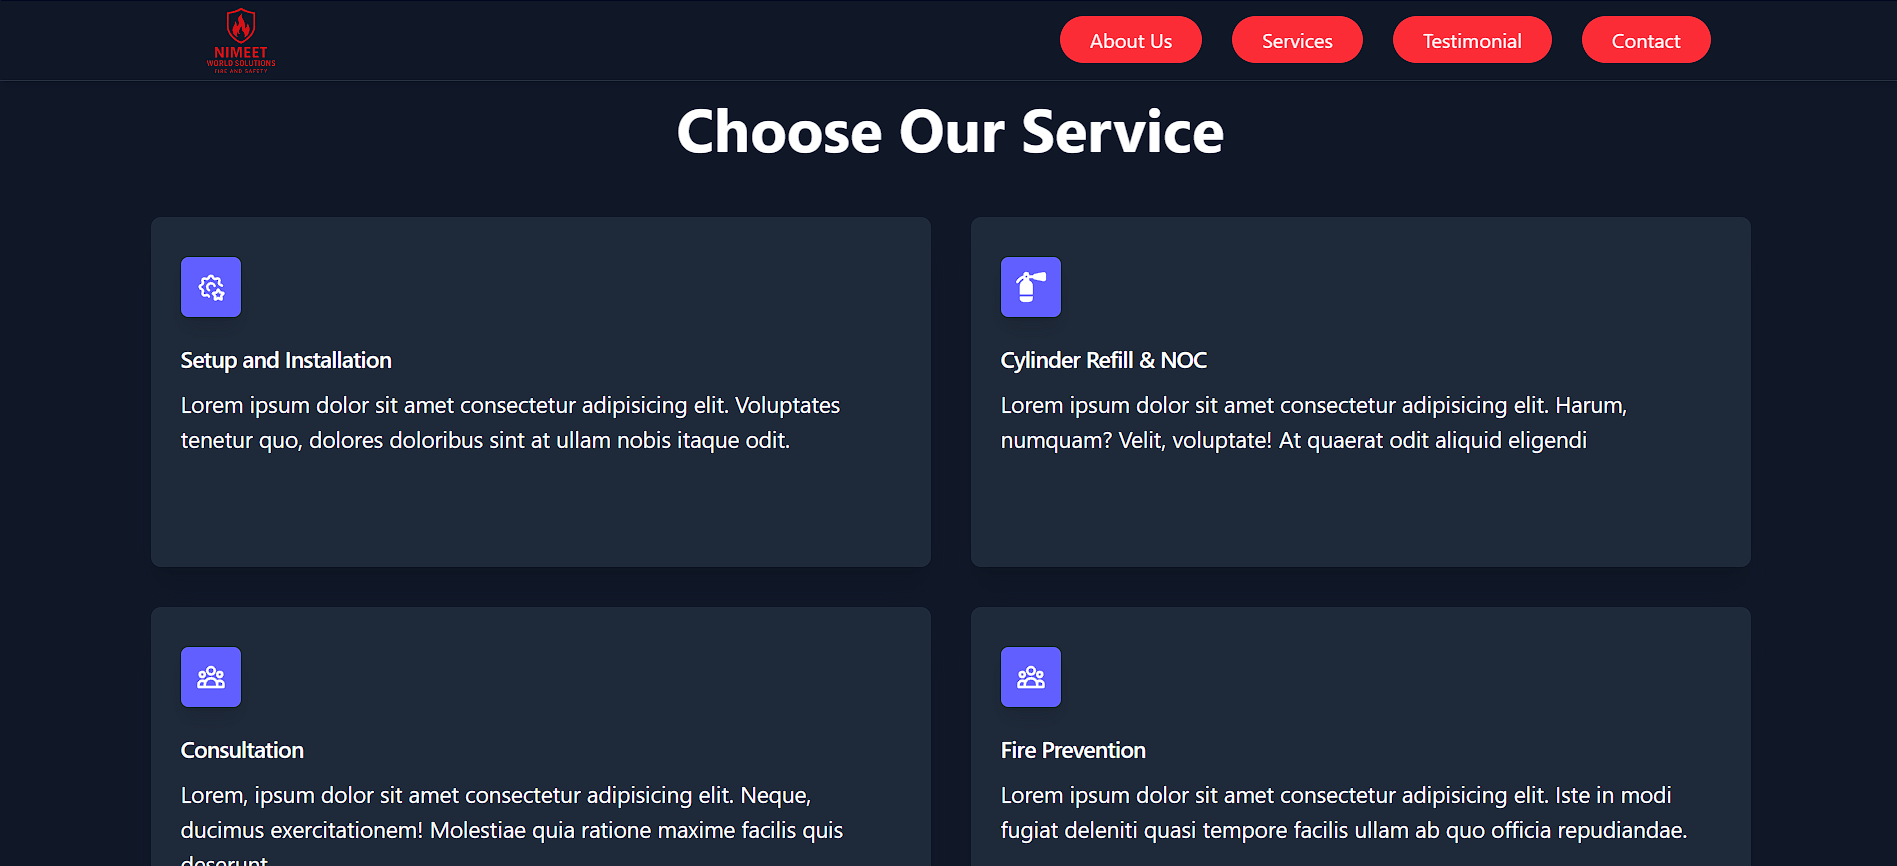 NIMEET
WORLD SOLUTIONS
FIRE AND SAFETY
About Us
Services
Testimonial
Contact
Choose Our Service
Setup and Installation
Lorem ipsum dolor sit amet consectetur adipisicing elit. Voluptates
tenetur quo, dolores doloribus sint at ullam nobis itaque odit.
Cylinder Refill & NOC
Lorem ipsum dolor sit amet consectetur adipisicing elit. Harum,
numquam? Velit, voluptate! At quaerat odit aliquid eligendi
Consultation
Lorem, ipsum dolor sit amet consectetur adipisicing elit. Neque,
ducimus exercitationem! Molestiae quia ratione maxime facilis quis
deserunt
Fire Prevention
Lorem ipsum dolor sit amet consectetur adipisicing elit. Iste in modi
fugiat deleniti quasi tempore facilis ullam ab quo officia repudiandae.